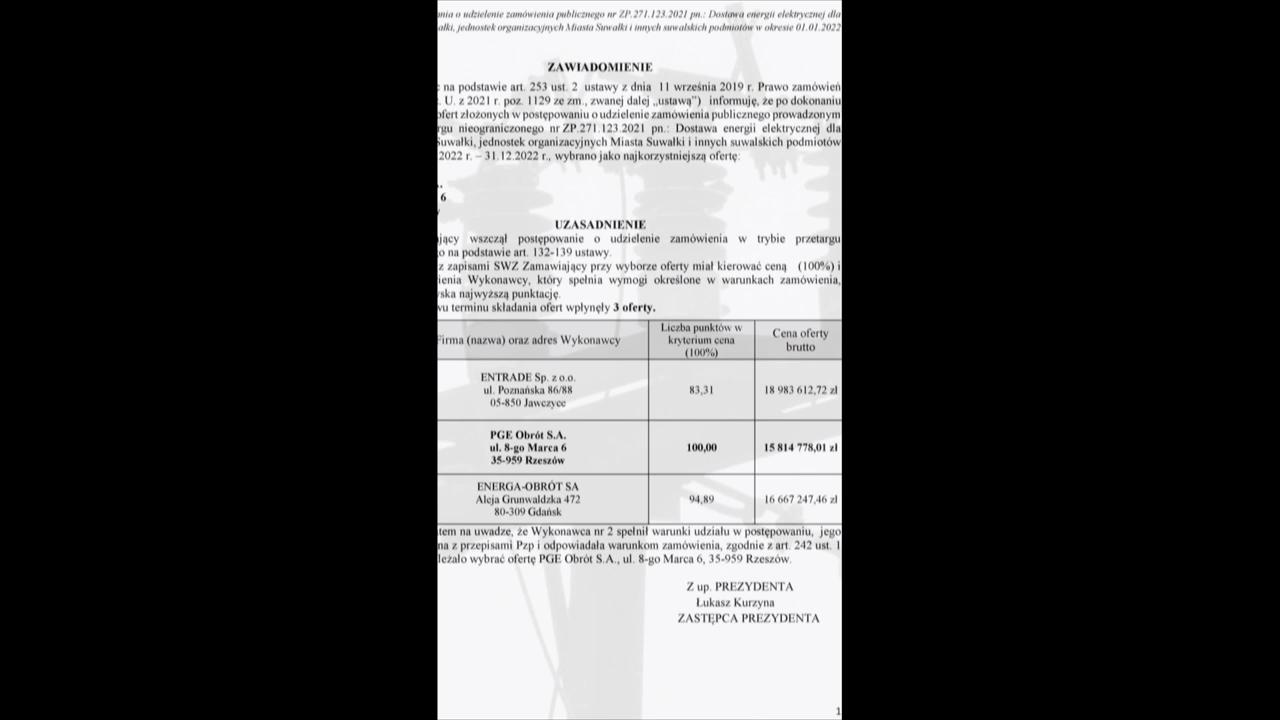 nia o udzielenie zamówienia publicznego nr ZP.271.123.2021 pn.: Dostawa energii elektrycznej dla
ałki, jednostek organizacyjnych Miasta Suwałki i innych suwalskich podmiotów w okresie 01.01.2022
ZAWIADOMIENIE
na podstawie art. 253 ust. 2 ustawy z dnia 11 września 2019 r. Prawo zamówień
. U. z 2021 r. poz. 1129 ze zm., zwanej dalej „ustawą”) informuję, że po dokonaniu
ofert złożonych w postępowaniu o udzielenie zamówienia publicznego prowadzonym
rgu nieograniczonego nr ZP.271.123.2021 pn.: Dostawa energii elektrycznej dla
Suwałki, jednostek organizacyjnych Miasta Suwałki i innych suwalskich podmiotów
2022 r. – 31.12.2022 r., wybrano jako najkorzystniejszą ofertę:
6
UZASADNIENIE
jący wszczął postępowanie o udzielenie zamówienia w trybie przetargu
o na podstawie art. 132-139 ustawy.
z zapisami SWZ Zamawiający przy wyborze oferty miał kierować ceną (100%) i
ienia Wykonawcy, który spełnia wymogi określone w warunkach zamówienia,
ska najwyższą punktację.
wu terminu składania ofert wpłynęły 3 oferty.
Firma (nazwa) oraz adres Wykonawcy
Liczba punktów w
kryterium cena
(100%)
Cena oferty
brutto
ENTRADE Sp. z o.o.
ul. Poznańska 86/88
05-850 Jawczyce
83,31
18 983 612,72 zł
PGE Obrót S.A.
ul. 8-go Marca 6
35-959 Rzeszów
100,00
15 814 778,01 zł
ENERGA-OBRÓT SA
Aleja Grunwaldzka 472
80-309 Gdańsk
94,89
16 667 247,46 zł
tem na uwadze, że Wykonawca nr 2 spełnił warunki udziału w postępowaniu, jego
na z przepisami Pzp i odpowiadała warunkom zamówienia, zgodnie z art. 242 ust. 1
leżało wybrać ofertę PGE Obrót S.A., ul. 8-go Marca 6, 35-959 Rzeszów.
Z up. PREZYDENTA
Łukasz Kurzyna
ZASTĘPCA PREZYDENTA
1